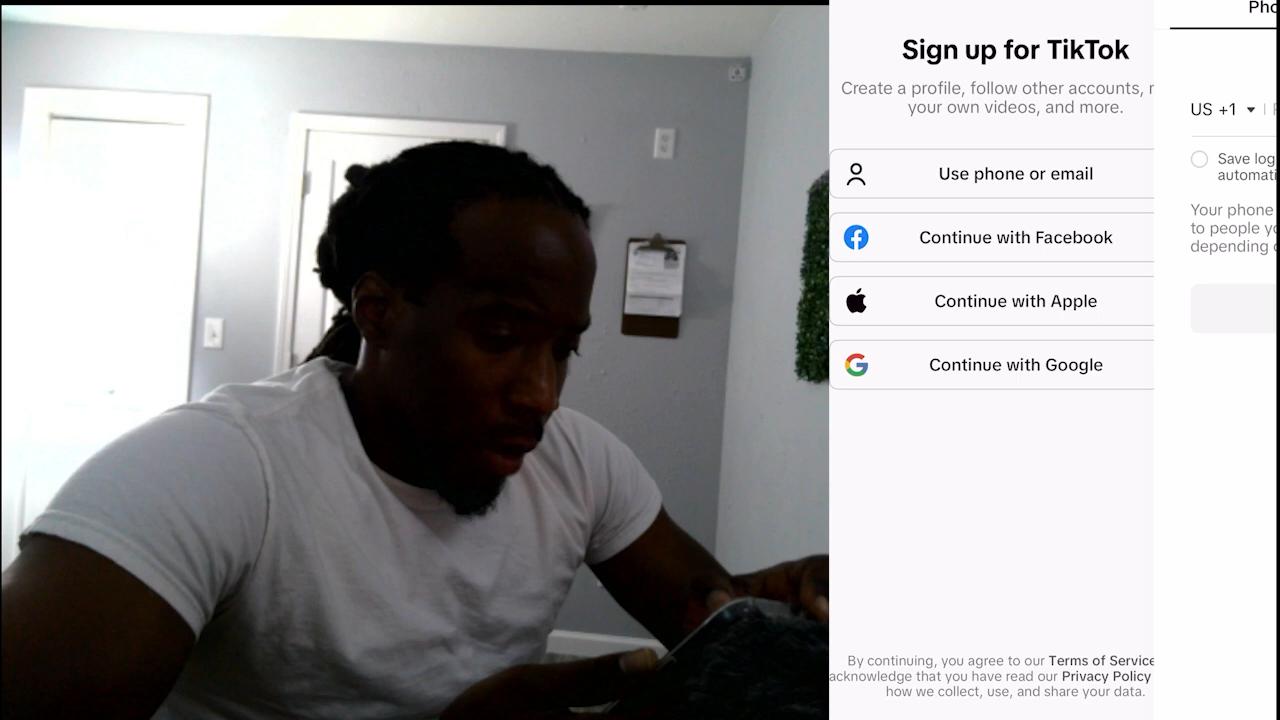 Sign up for TikTok
Create a profile, follow other accounts,
your own videos, and more.
Use phone or email
Continue with Facebook
Continue with Apple
Continue with Google
By continuing, you agree to our Terms of Service
acknowledge that you have read our Privacy Policy
how we collect, use, and share your data.
Pho
US +1
Save log
automati
Your phone
to people yo
depending